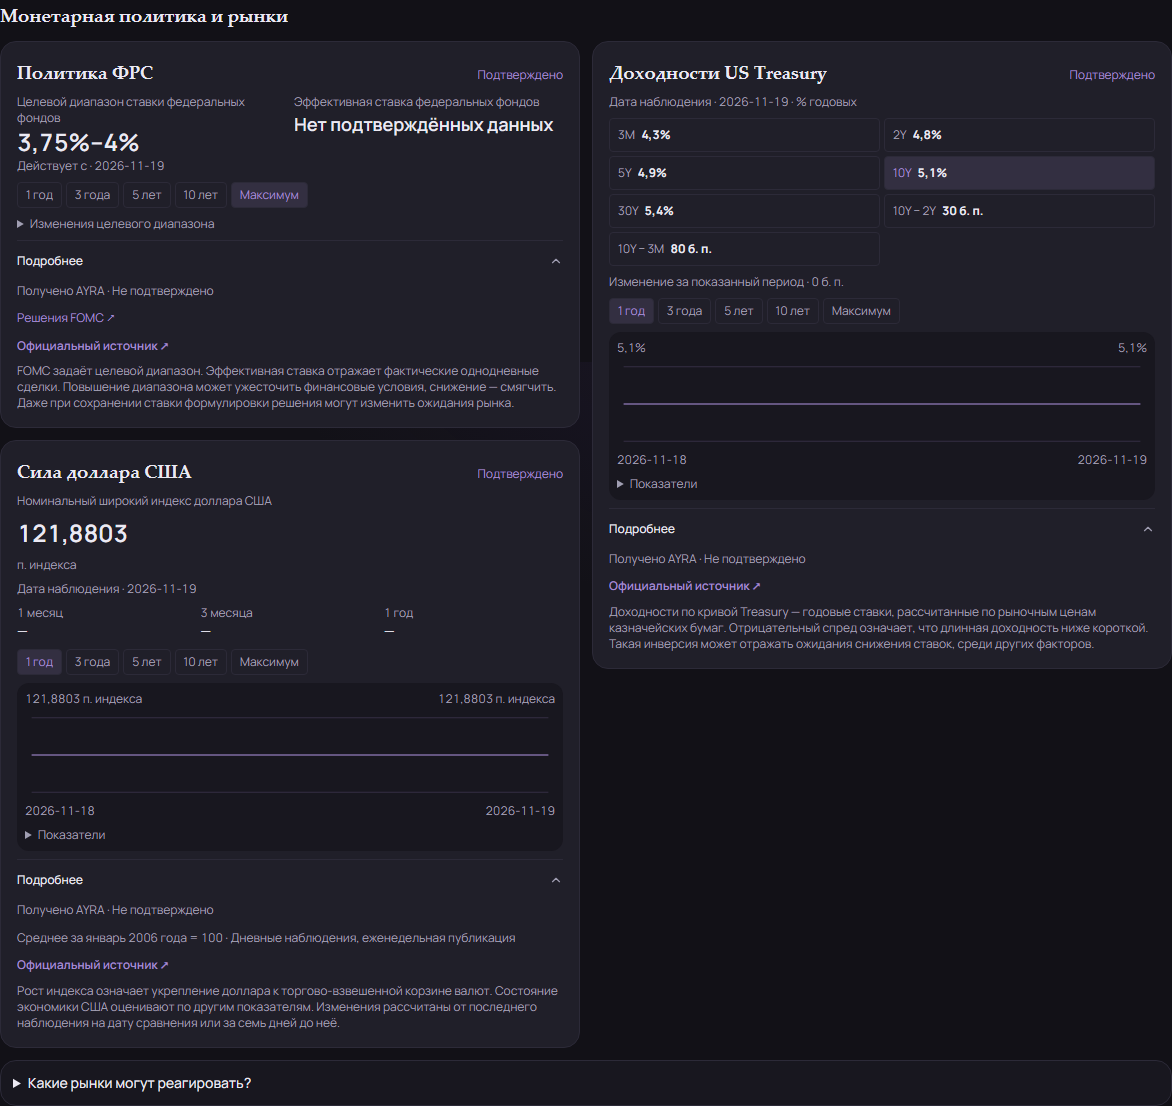 Монетарная политика и рынки
Политика ФРС
Подтверждено
Целевой диапазон ставки федеральных
фондов
3,75%–4%
Действует с · 2026-11-19
Эффективная ставка федеральных фондов
Нет подтверждённых данных
1 год
3 года
5 лет
10 лет
Максимум
Изменения целевого диапазона
Подробнее
Получено AYRA · Не подтверждено
Решения FOMC ↗
Официальный источник ↗
FOMC задаёт целевой диапазон. Эффективная ставка отражает фактические однодневные
сделки. Повышение диапазона может ужесточить финансовые условия, снижение — смягчить.
Даже при сохранении ставки формулировки решения могут изменить ожидания рынка.
Сила доллара США
Подтверждено
Номинальный широкий индекс доллара США
121,8803
п. индекса
Дата наблюдения · 2026-11-19
1 месяц
3 месяца
1 год
—
—
—
1 год
3 года
5 лет
10 лет
Максимум
121,8803 п. индекса
121,8803 п. индекса
2026-11-18
2026-11-19
Показатели
Подробнее
Получено AYRA · Не подтверждено
Среднее за январь 2006 года = 100 · Дневные наблюдения, еженедельная публикация
Официальный источник ↗
Рост индекса означает укрепление доллара к торгово-взвешенной корзине валют. Состояние
экономики США оценивают по другим показателям. Изменения рассчитаны от последнего
наблюдения на дату сравнения или за семь дней до неё.
Доходности US Treasury
Подтверждено
Дата наблюдения · 2026-11-19 · % годовых
3M 4,3%
2Y 4,8%
5Y 4,9%
10Y 5,1%
30Y 5,4%
10Y − 2Y 30 б. п.
10Y − 3M 80 б. п.
Изменение за показанный период · 0 б. п.
1 год
3 года
5 лет
10 лет
Максимум
5,1%
5,1%
2026-11-18
2026-11-19
Показатели
Подробнее
Получено AYRA · Не подтверждено
Официальный источник ↗
Доходности по кривой Treasury — годовые ставки, рассчитанные по рыночным ценам
казначейских бумаг. Отрицательный спред означает, что длинная доходность ниже короткой.
Такая инверсия может отражать ожидания снижения ставок, среди других факторов.
Какие рынки могут реагировать?